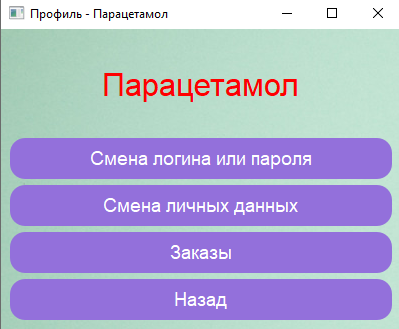 Профиль - Парацетамол
Парацетамол
Смена логина или пароля
Смена личных данных
Заказы
Назад